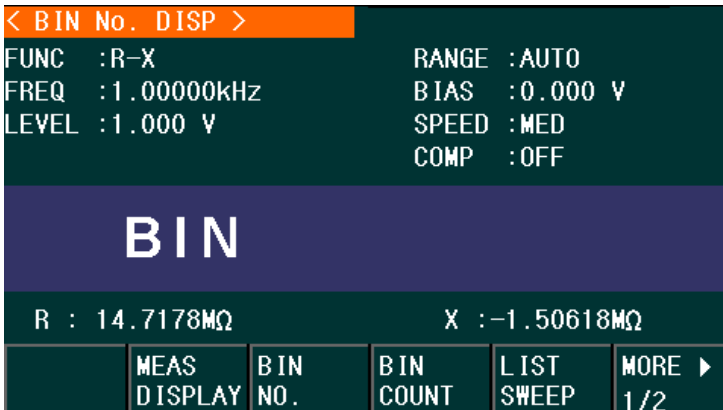 < BIN No. DISP >
FUNC :R-X RANGE :AUTO
FREQ :1.00000kHz BIAS :0.000 V
LEVEL :1.000 V SPEED :MED
COMP :OFF
BIN
R : 14.7178MΩ X :-1.50618MΩ
MEAS DISPLAY
BIN NO.
BIN COUNT
LIST SWEEP
MORE ▶ 1/2